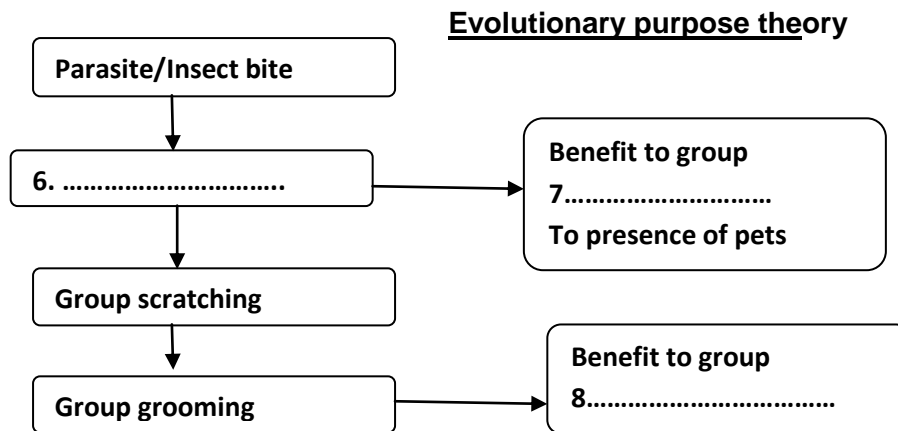 Evolutionary purpose theory
Parasite/Insect bite
6. …………………………..
Benefit to group
7…………………………
To presence of pets
Group scratching
Group grooming
Benefit to group
8………………………………